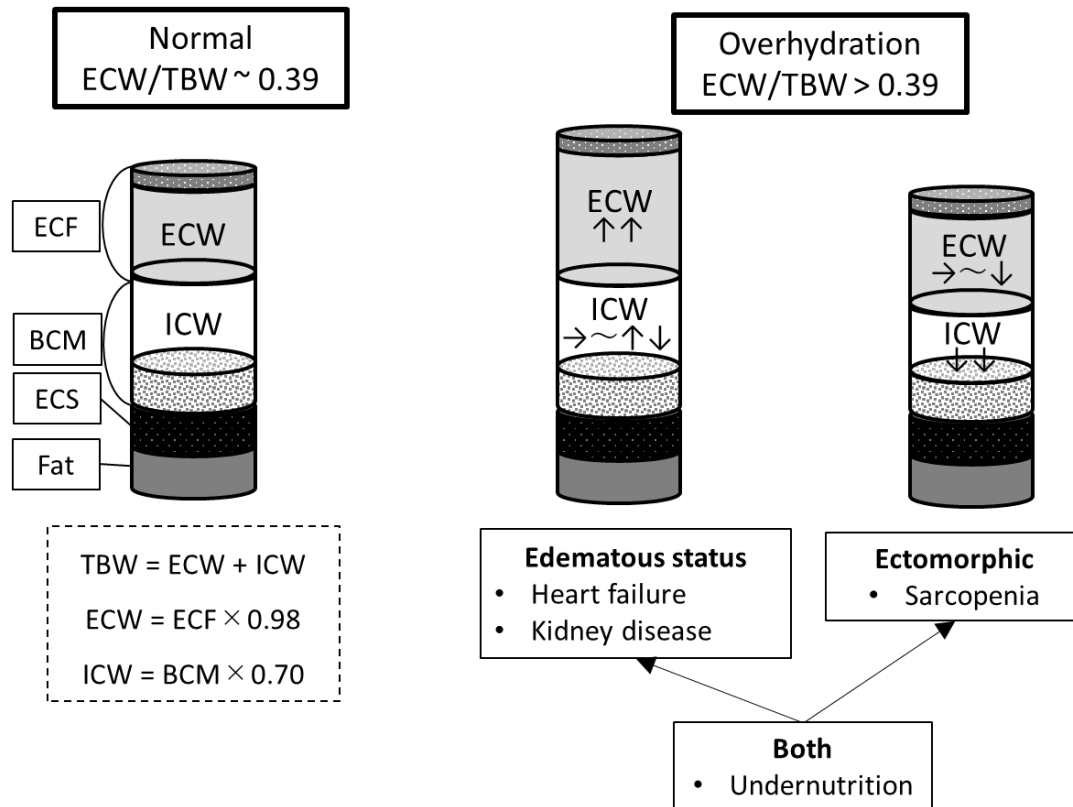 Normal
ECW/TBW ~ 0.39
Overhydration
ECW/TBW > 0.39
ECF
BCM
ECS
Fat
ECW
ICW
ECW
↑↑
ICW
→~↑↓
ECW
→~↓
ICW
↓↓
TBW = ECW + ICW
ECW = ECF × 0.98
ICW = BCM × 0.70
Edematous status
• Heart failure
• Kidney disease
Ectomorphic
• Sarcopenia
Both
• Undernutrition